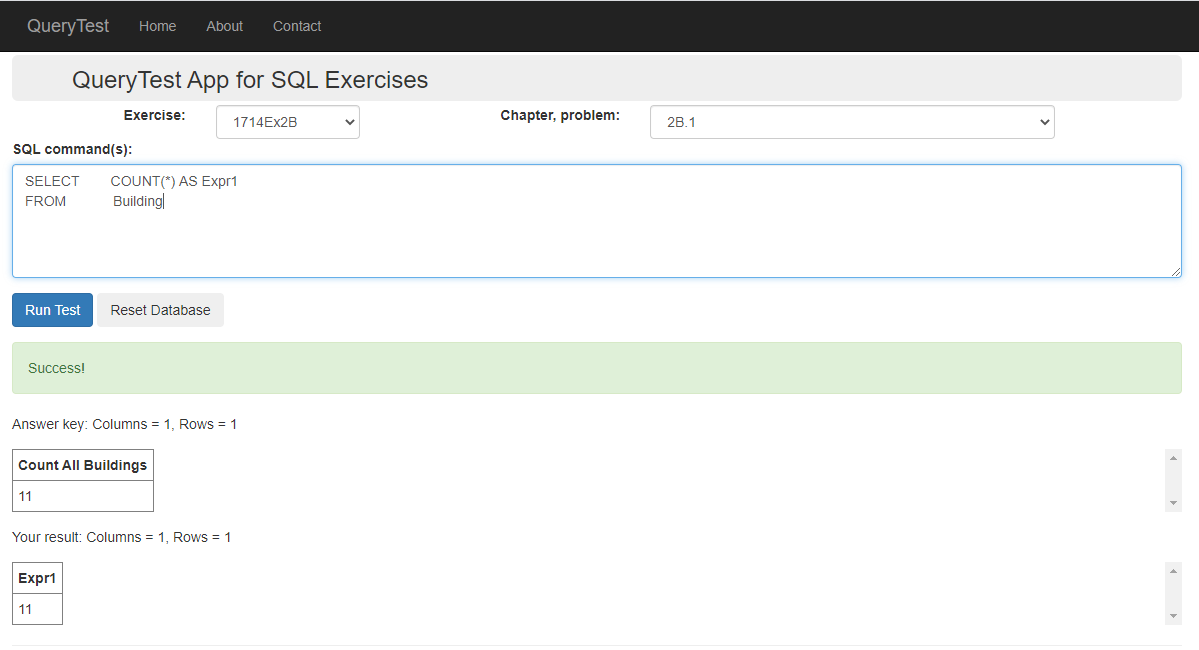 QueryTest Home About Contact
QueryTest App for SQL Exercises
Exercise: 1714Ex2B Chapter, problem: 2B.1
SQL command(s):
SELECT COUNT(*) AS Expr1
FROM Building
Run Test Reset Database
Success!
Answer key: Columns = 1, Rows = 1
Count All Buildings
11
Your result: Columns = 1, Rows = 1
Expr1
11